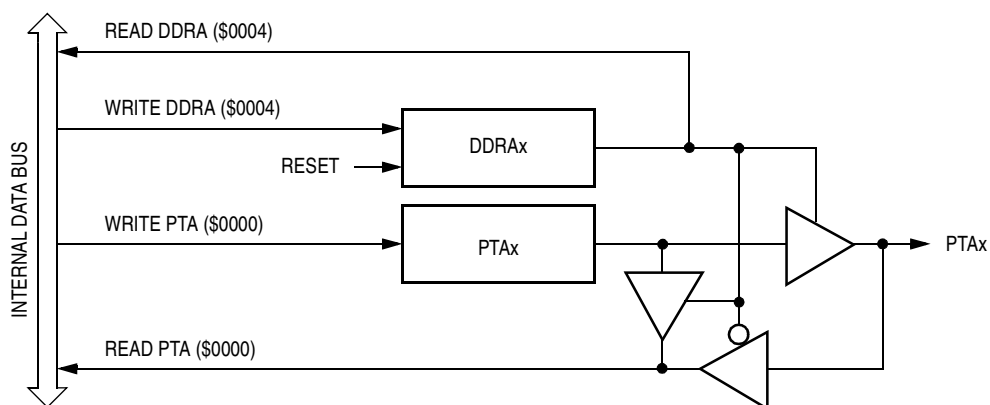 READ DDRA ($0004)
WRITE DDRA ($0004)
DDRAx
RESET
WRITE PTA ($0000)
PTAx
PTAx
READ PTA ($0000)
INTERNAL DATA BUS